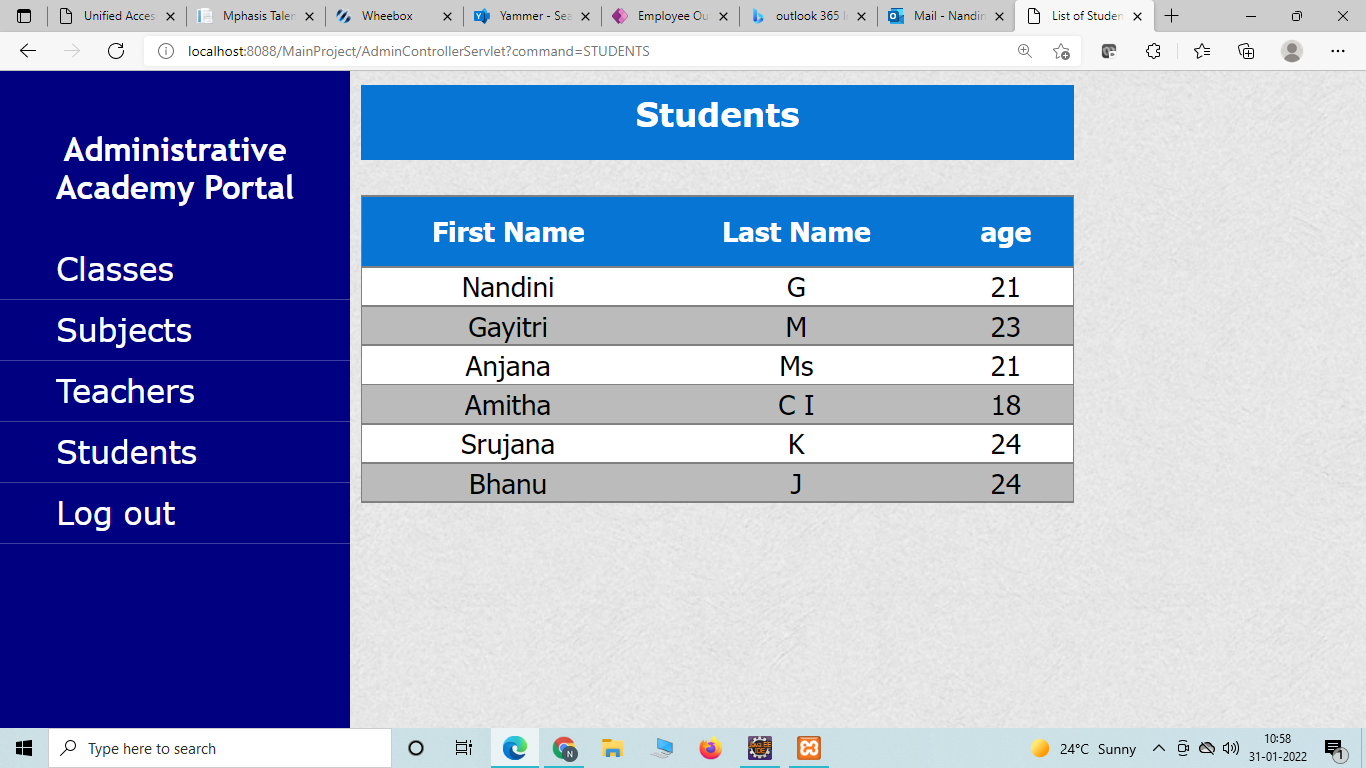 Unified Acces
Mphasis Talen
Wheebox
Yammer - Sea
Employee Ou
outlook 365 l
Mail - Nandin
List of Studen
localhost:8088/MainProject/AdminControllerServlet?command=STUDENTS
Administrative
Academy Portal
Classes
Subjects
Teachers
Students
Log out
Students
First Name Last Name age
Nandini G 21
Gayitri M 23
Anjana Ms 21
Amitha C I 18
Srujana K 24
Bhanu J 24
Type here to search
24°C Sunny
10:58
31-01-2022
1